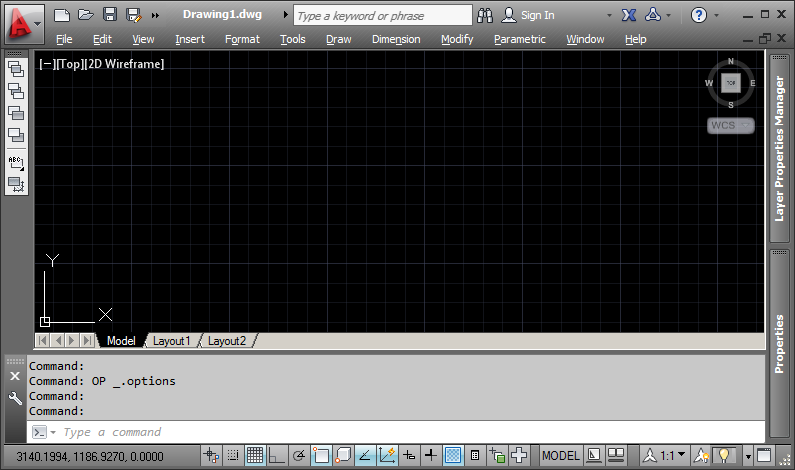 Drawing1.dwg
Type a keyword or phrase
Sign In
File Edit View Insert Format Tools Draw Dimension Modify Parametric Window Help
[−][Top][2D Wireframe]
N
W TOP E
S
WCS
Layer Properties Manager
ABC
Y
X
Properties
Model Layout1 Layout2
Command:
Command: OP _.options
Command:
Command:
Type a command
3140.1994, 1186.9270, 0.0000 MODEL 1:1